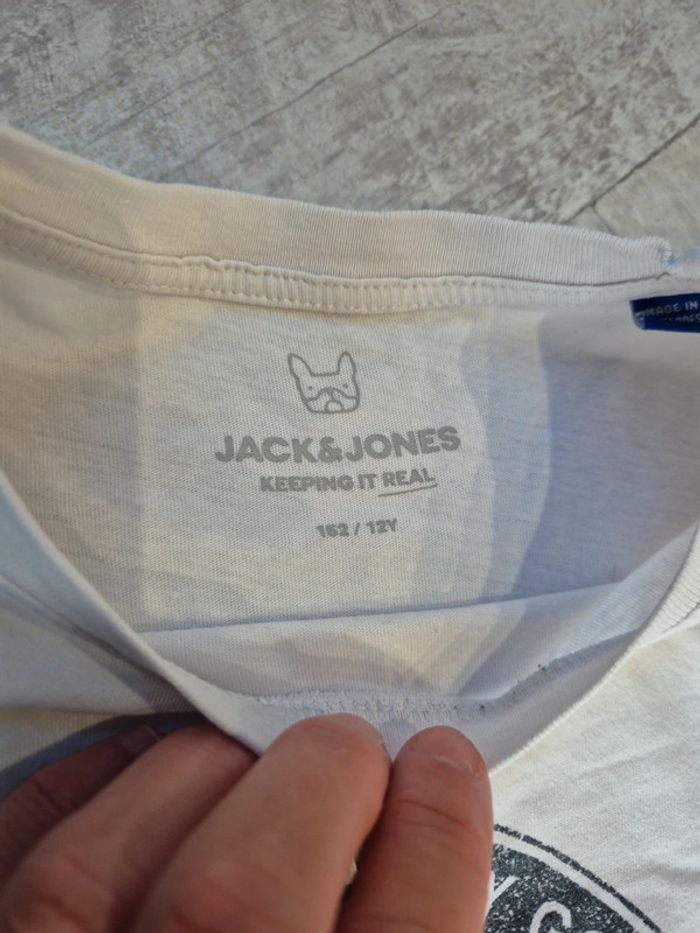 MADE IN
JACK&JONES
KEEPING IT REAL
152 / 12Y